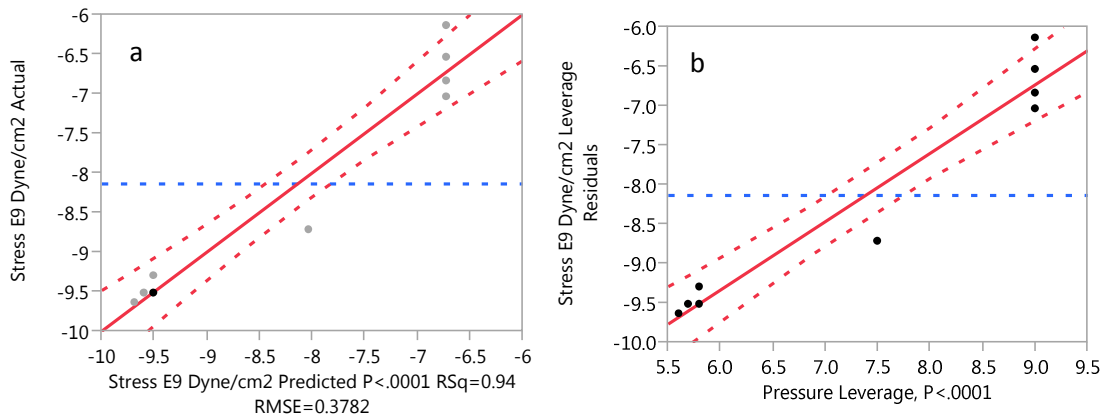 a
-6
-6.5
-7
-7.5
-8
-8.5
-9
-9.5
-10
Stress E9 Dyne/cm2 Actual
-10 -9.5 -9 -8.5 -8 -7.5 -7 -6.5 -6
Stress E9 Dyne/cm2 Predicted P<.0001 RSq=0.94
RMSE=0.3782
b
-6.0
-6.5
-7.0
-7.5
-8.0
-8.5
-9.0
-9.5
-10.0
Stress E9 Dyne/cm2 Leverage
Residuals
5.5 6.0 6.5 7.0 7.5 8.0 8.5 9.0 9.5
Pressure Leverage, P<.0001